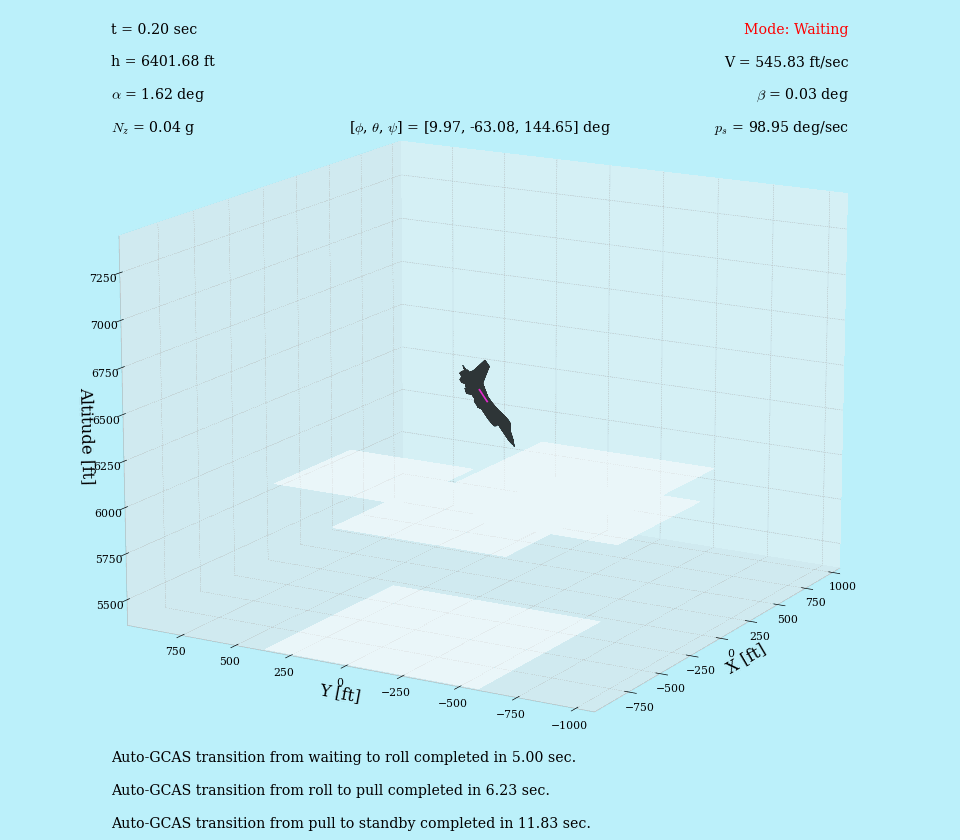 t = 0.20 sec
Mode: Waiting
h = 6401.68 ft
V = 545.83 ft/sec
α = 1.62 deg
β = 0.03 deg
N_z = 0.04 g
[ϕ, θ, ψ] = [9.97, -63.08, 144.65] deg
p_s = 98.95 deg/sec
7250
7000
6750
6500
6250
6000
5750
5500
Altitude [ft]
750
500
250
0
−250
−500
−750
−1000
Y [ft]
1000
750
500
250
0
−250
−500
−750
X [ft]
Auto-GCAS transition from waiting to roll completed in 5.00 sec.
Auto-GCAS transition from roll to pull completed in 6.23 sec.
Auto-GCAS transition from pull to standby completed in 11.83 sec.